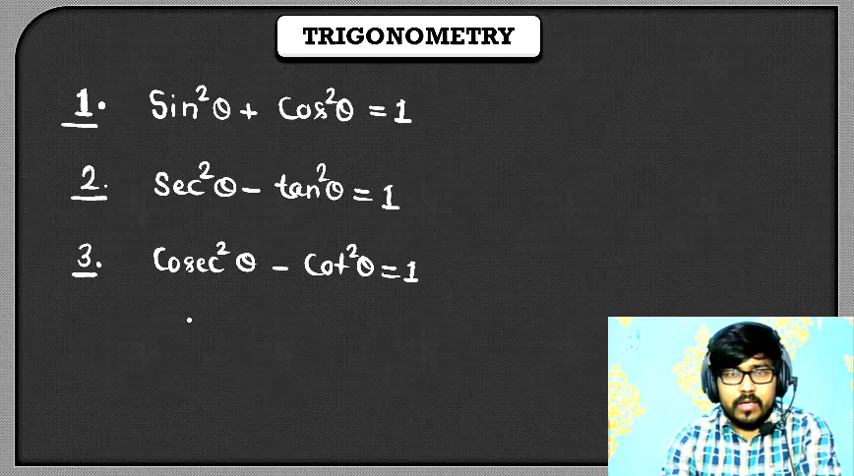 TRIGONOMETRY
1. Sin²θ + Cos²θ = 1
2. Sec²θ - tan²θ = 1
3. Cosec²θ - Cot²θ = 1